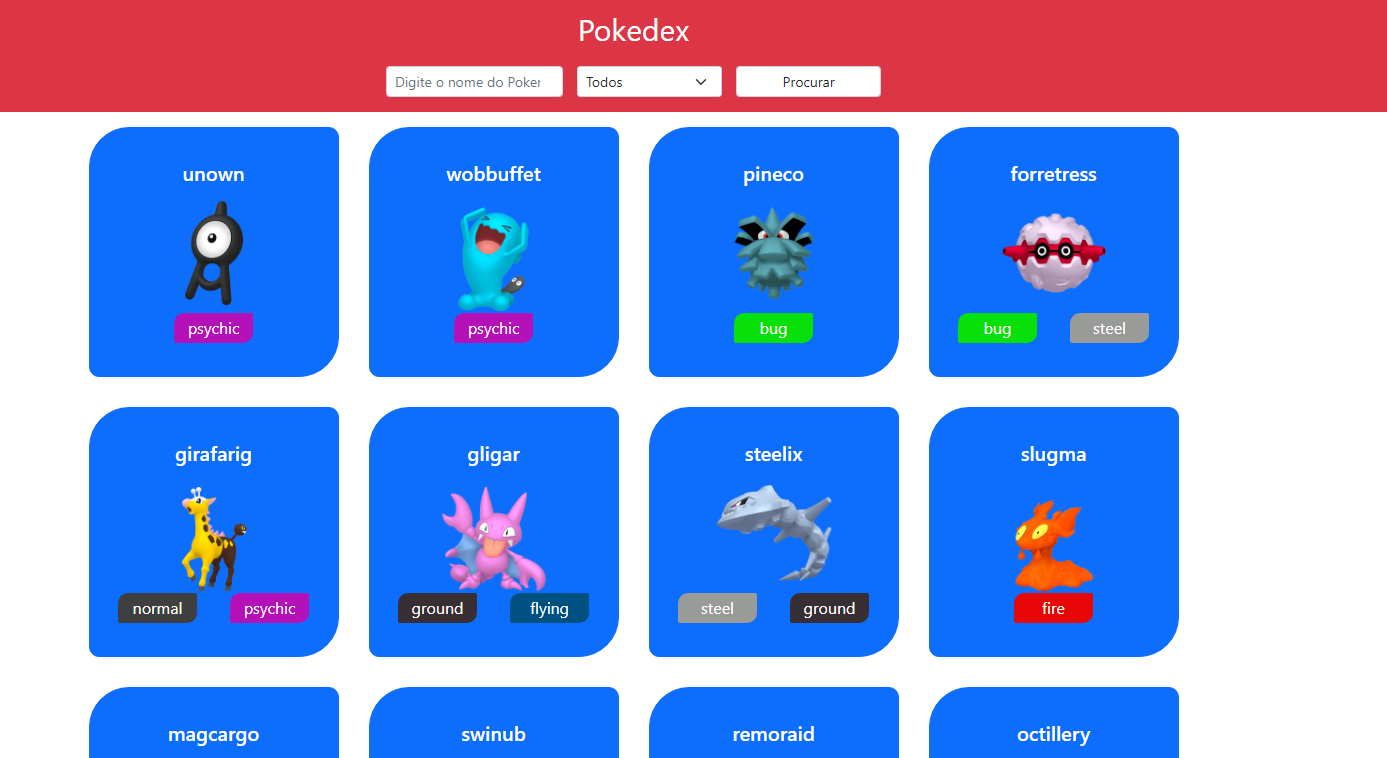 Pokedex
Digite o nome do Poker
Todos
Procurar
unown
wobbuffet
pineco
forretress
psychic
psychic
bug
bug
steel
girafarig
gligar
steelix
slugma
normal
psychic
ground
flying
steel
ground
fire
magcargo
swinub
remoraid
octillery